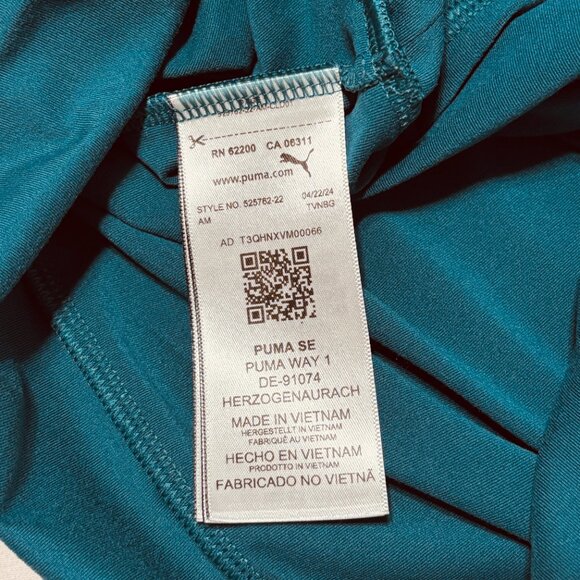 RN 62200 CA 06311
www.puma.com
STYLE NO. 525762-22 04/22/24
AM TVNBG
AD T3QHNXVM00066
PUMA SE
PUMA WAY 1
DE-91074
HERZOGENAURACH
MADE IN VIETNAM
HERGESTELLT IN VIETNAM
FABRIQUÉ AU VIETNAM
HECHO EN VIETNAM
PRODOTTO IN VIETNAM
FABRICADO NO VIETNÃ